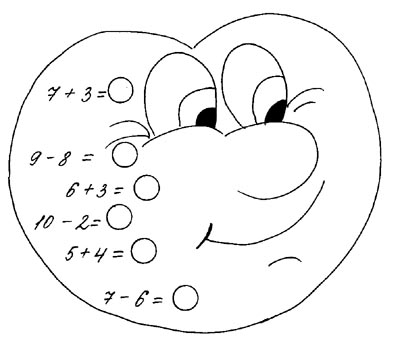 7 + 3 =
9 - 8 =
6 + 3 =
10 - 2 =
5 + 4 =
7 - 6 =